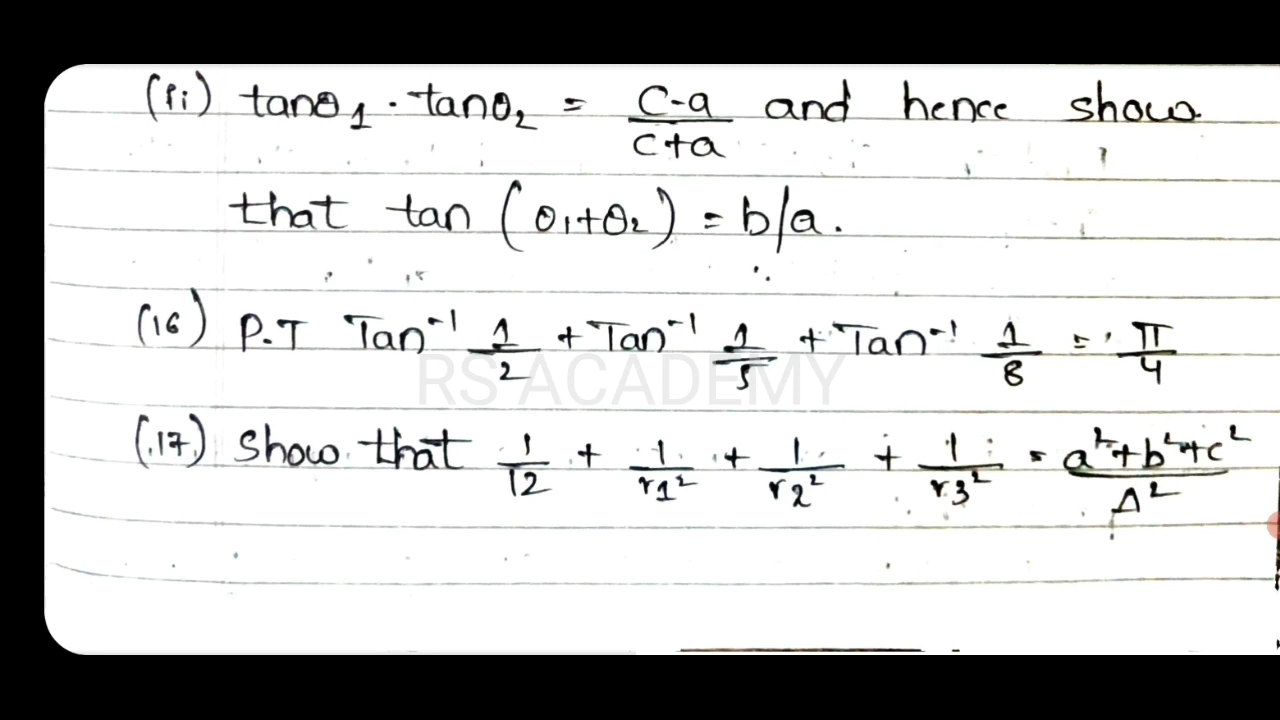 (ii) tanθ1 · tanθ2 = c-a/c+a and hence show
that tan (θ1+θ2) = b/a.
(16) P.T Tan⁻¹ 1/2 + Tan⁻¹ 1/5 + Tan⁻¹ 1/8 = π/4
RS ACADEMY
(17) Show that 1/12 + 1/r1² + 1/r2² + 1/r3² = a²+b²+c²/Δ²